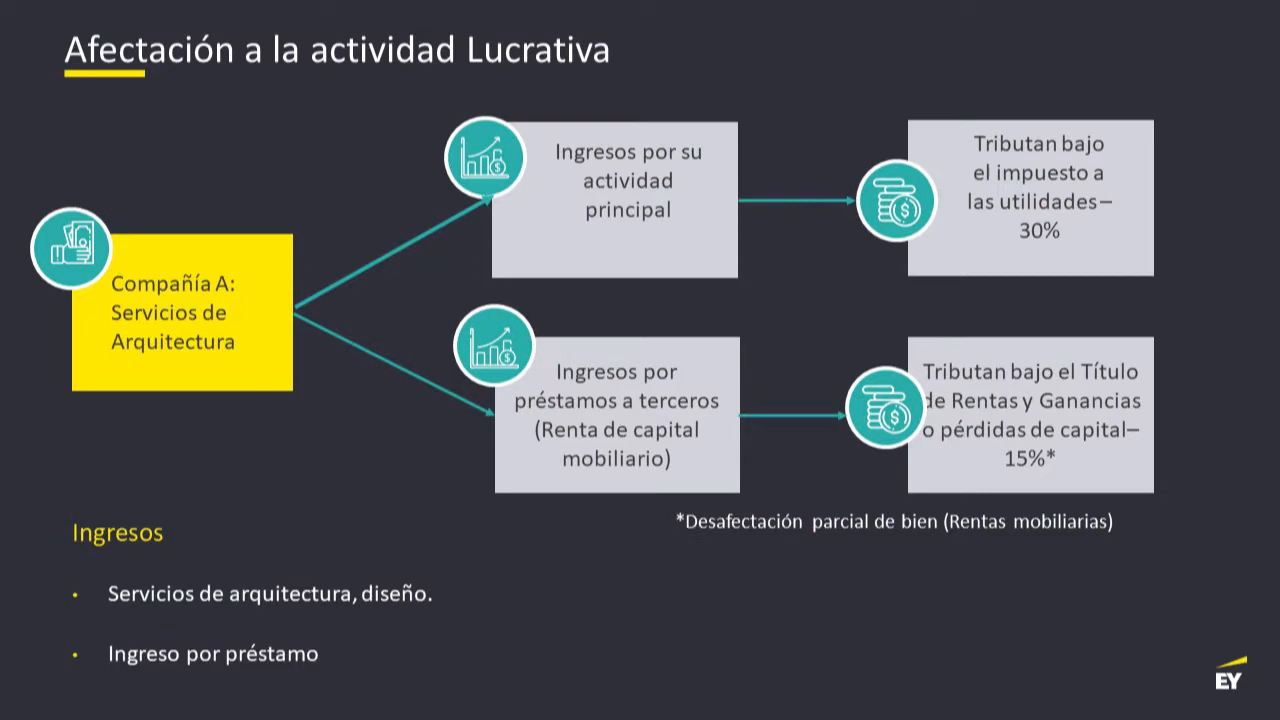 Afectación a la actividad Lucrativa
Compañía A:
Servicios de
Arquitectura
Ingresos por su
actividad
principal
Tributan bajo
el impuesto a
las utilidades–
30%
Ingresos por
préstamos a terceros
(Renta de capital
mobiliario)
Tributan bajo el Título
de Rentas y Ganancias
o pérdidas de capital–
15%*
*Desafectación parcial de bien (Rentas mobiliarias)
Ingresos
• Servicios de arquitectura, diseño.
• Ingreso por préstamo
EY